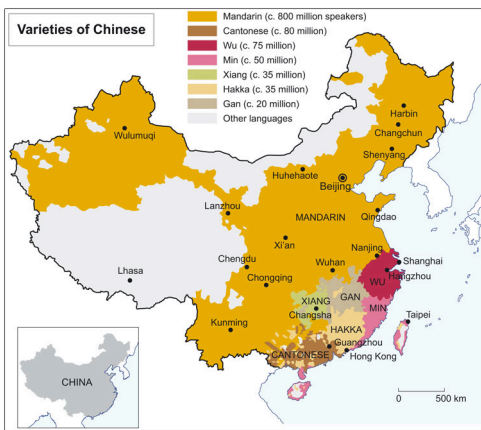 Varieties of Chinese
Mandarin (c. 800 million speakers)
Cantonese (c. 80 million)
Wu (c. 75 million)
Min (c. 50 million)
Xiang (c. 35 million)
Hakka (c. 35 million)
Gan (c. 20 million)
Other languages
Harbin
Changchun
Wulumuqi
Shenyang
Huhehaote
Beijing
Lanzhou
MANDARIN
Qingdao
Xi'an
Nanjing
Chengdu
Wuhan
Shanghai
Hangzhou
Lhasa
Chongqing
WU
GAN
XIANG
Changsha
MIN
Taipei
Kunming
HAKKA
Guangzhou
CANTONESE
Hong Kong
CHINA
0 500 km